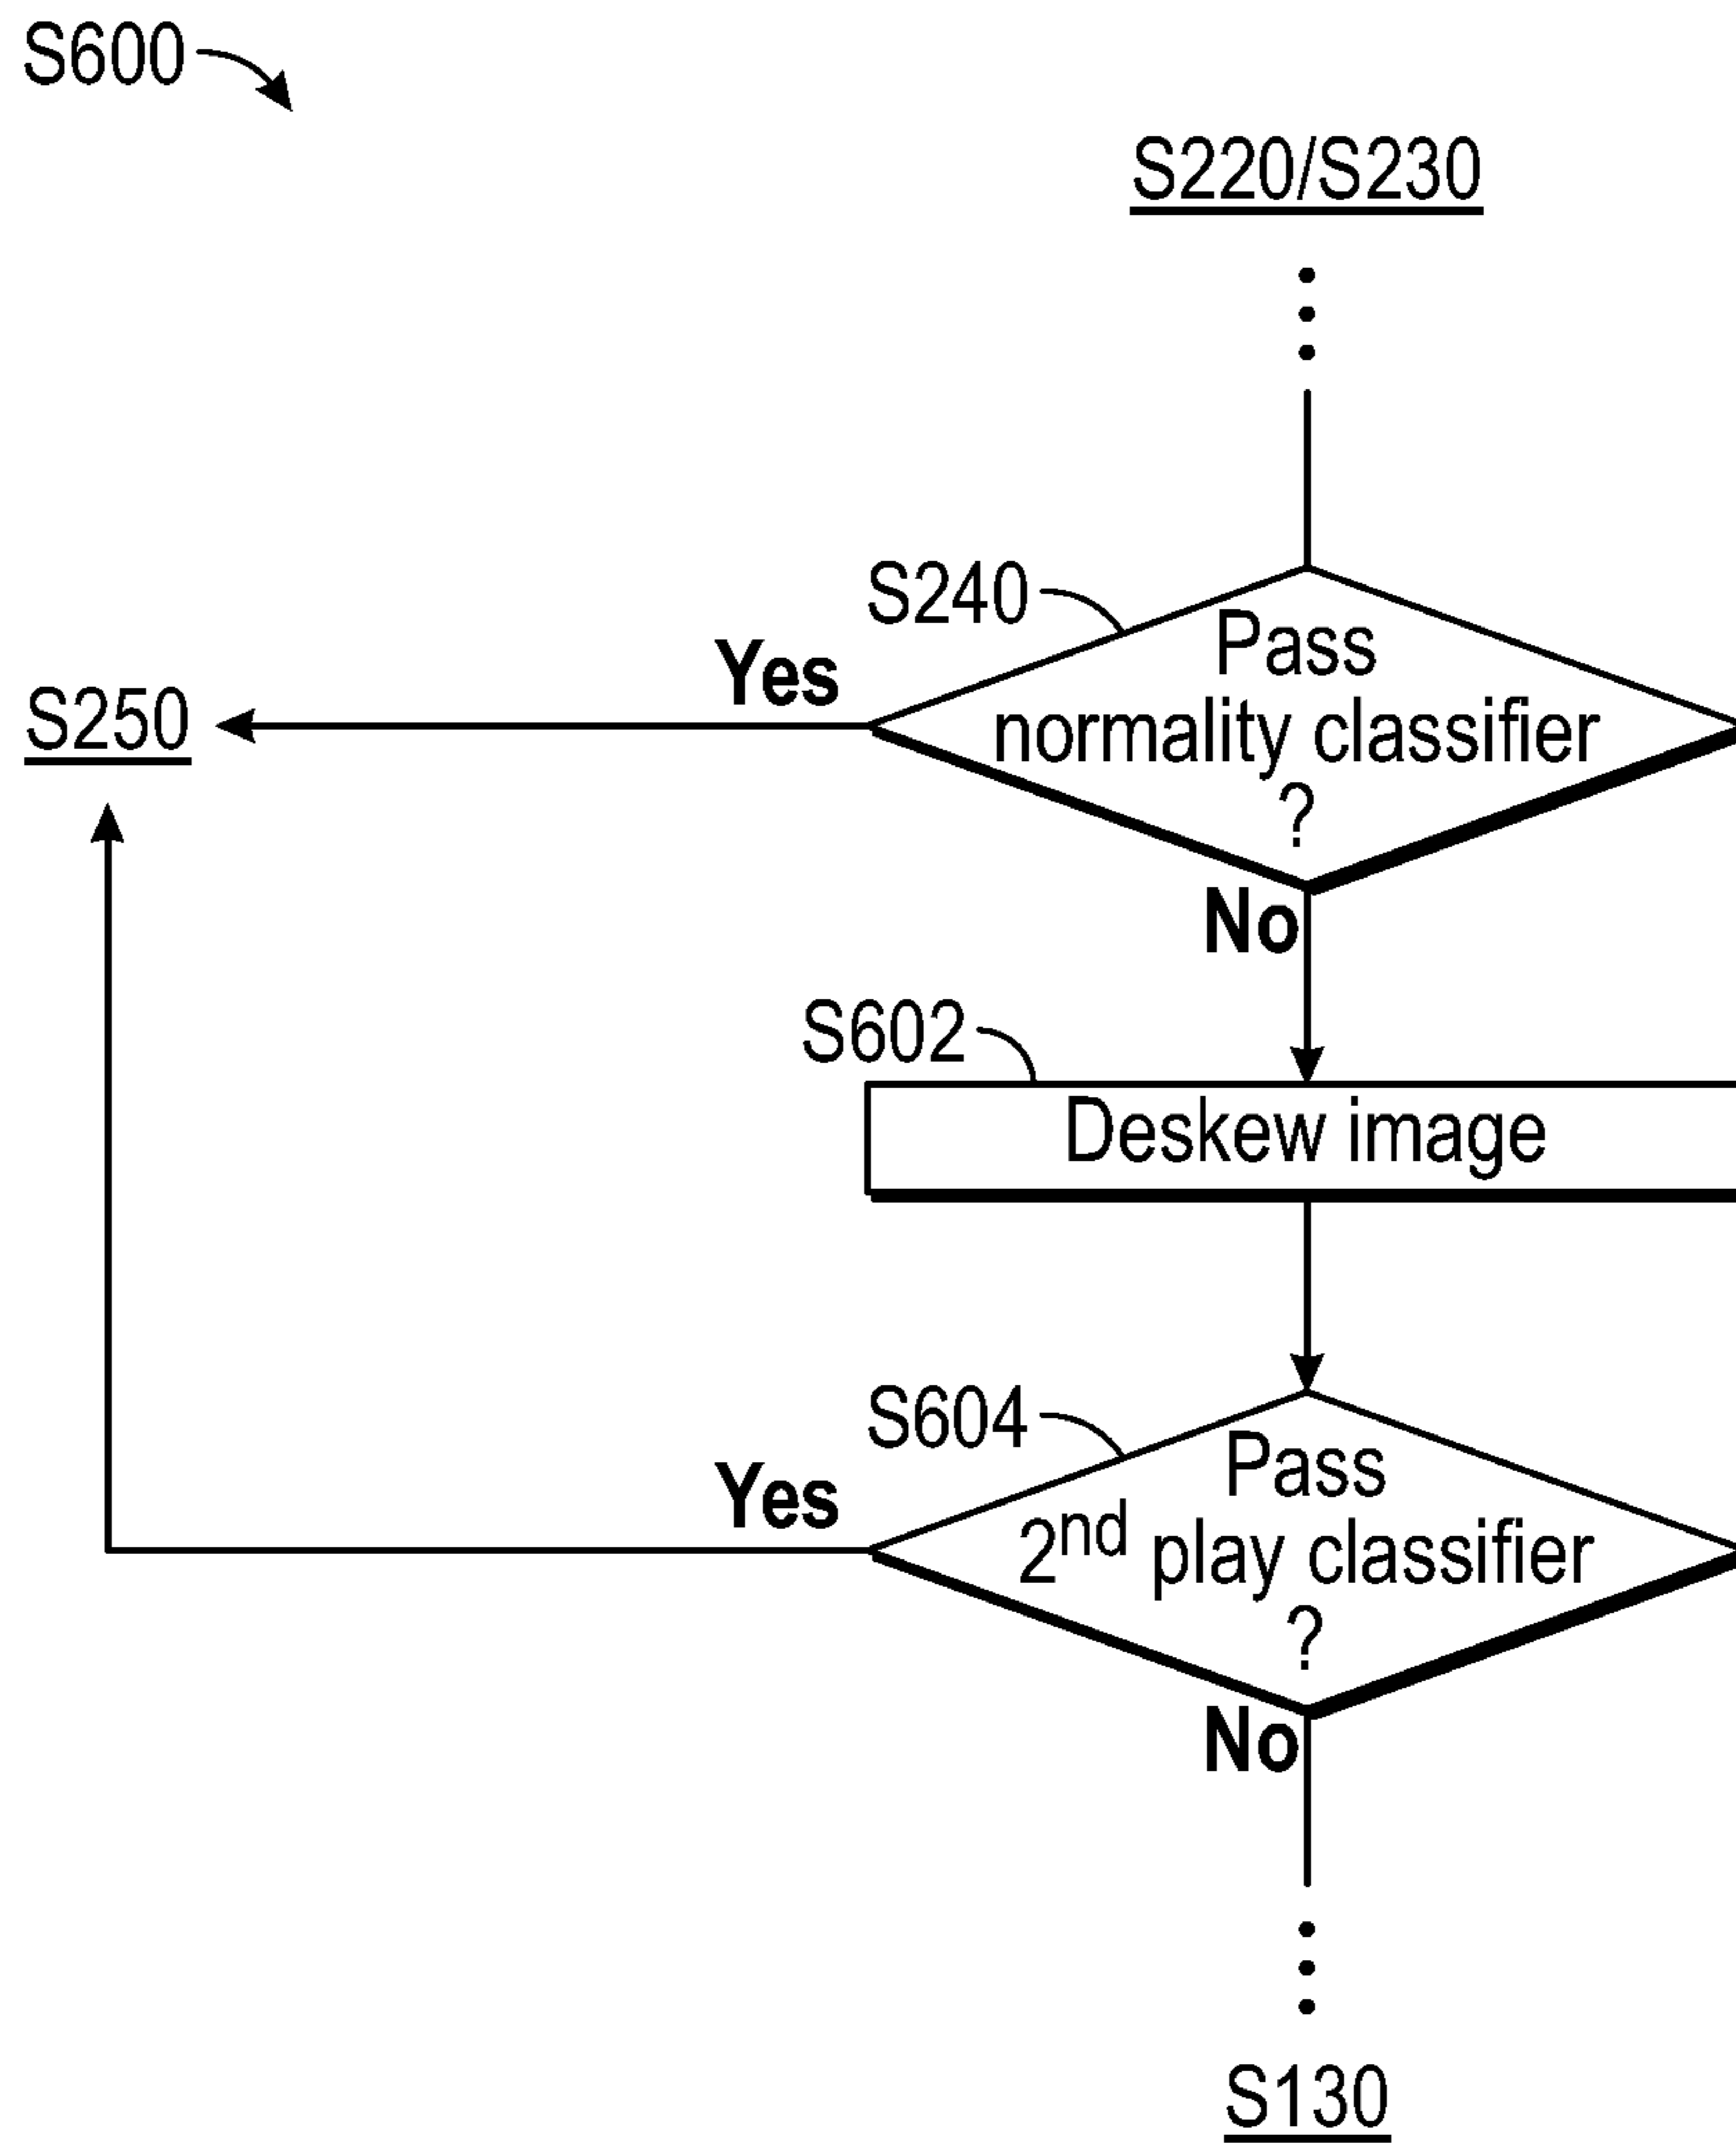 S600
S220/S230
S240
Pass
normality classifier
?
Yes
S250
No
S602
Deskew image
S604
Pass
2nd play classifier
?
Yes
No
S130